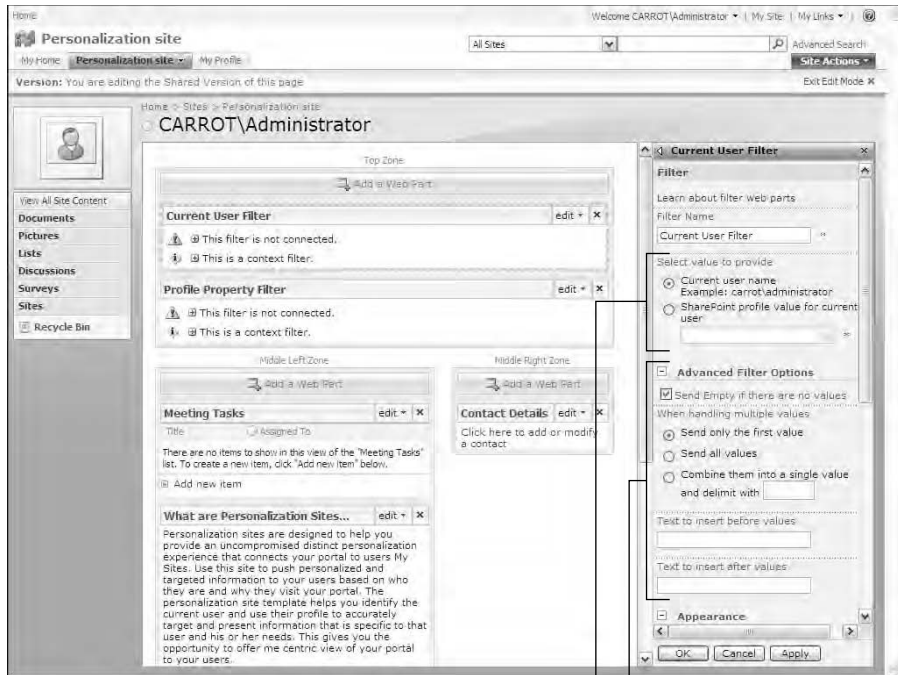 Home
Welcome CARROT\Administrator ▾ | My Site | My Links ▾ |
Personalization site
All Sites
Advanced Search
My Home
Personalization site ▾
My Profile
Site Actions ▾
Version: You are editing the Shared Version of this page
Exit Edit Mode ✕
Home > Sites > Personalization site
CARROT\Administrator
View All Site Content
Documents
Pictures
Lists
Discussions
Surveys
Sites
Recycle Bin
Top Zone
Add a Web Part
Current User Filter
edit ▾ ×
This filter is not connected.
This is a context filter.
Profile Property Filter
edit ▾ ×
This filter is not connected.
This is a context filter.
Middle Left Zone
Add a Web Part
Meeting Tasks
edit ▾ ×
Title
Assigned To
There are no items to show in this view of the "Meeting Tasks"
list. To create a new item, click "Add new item" below.
Add new item
What are Personalization Sites...
edit ▾ ×
Personalization sites are designed to help you
provide an uncompromised distinct personalization
experience that connects your portal to users My
Sites. Use this site to push personalized and
targeted information to your users based on who
they are and why they visit your portal. The
personalization site template helps you identify the
current user and use their profile to accurately
target and present information that is specific to that
user and his or her needs. This gives you the
opportunity to offer me centric view of your portal
to your users.
Middle Right Zone
Add a Web Part
Contact Details
edit ▾ ×
Click here to add or modify
a contact
Current User Filter ×
Filter
Learn about filter web parts
Filter Name
Current User Filter
Select value to provide
Current user name
Example: carrot\administrator
SharePoint profile value for current
user
Advanced Filter Options
Send Empty if there are no values
When handling multiple values
Send only the first value
Send all values
Combine them into a single value
and delimit with
Text to insert before values
Text to insert after values
Appearance
OK
Cancel
Apply